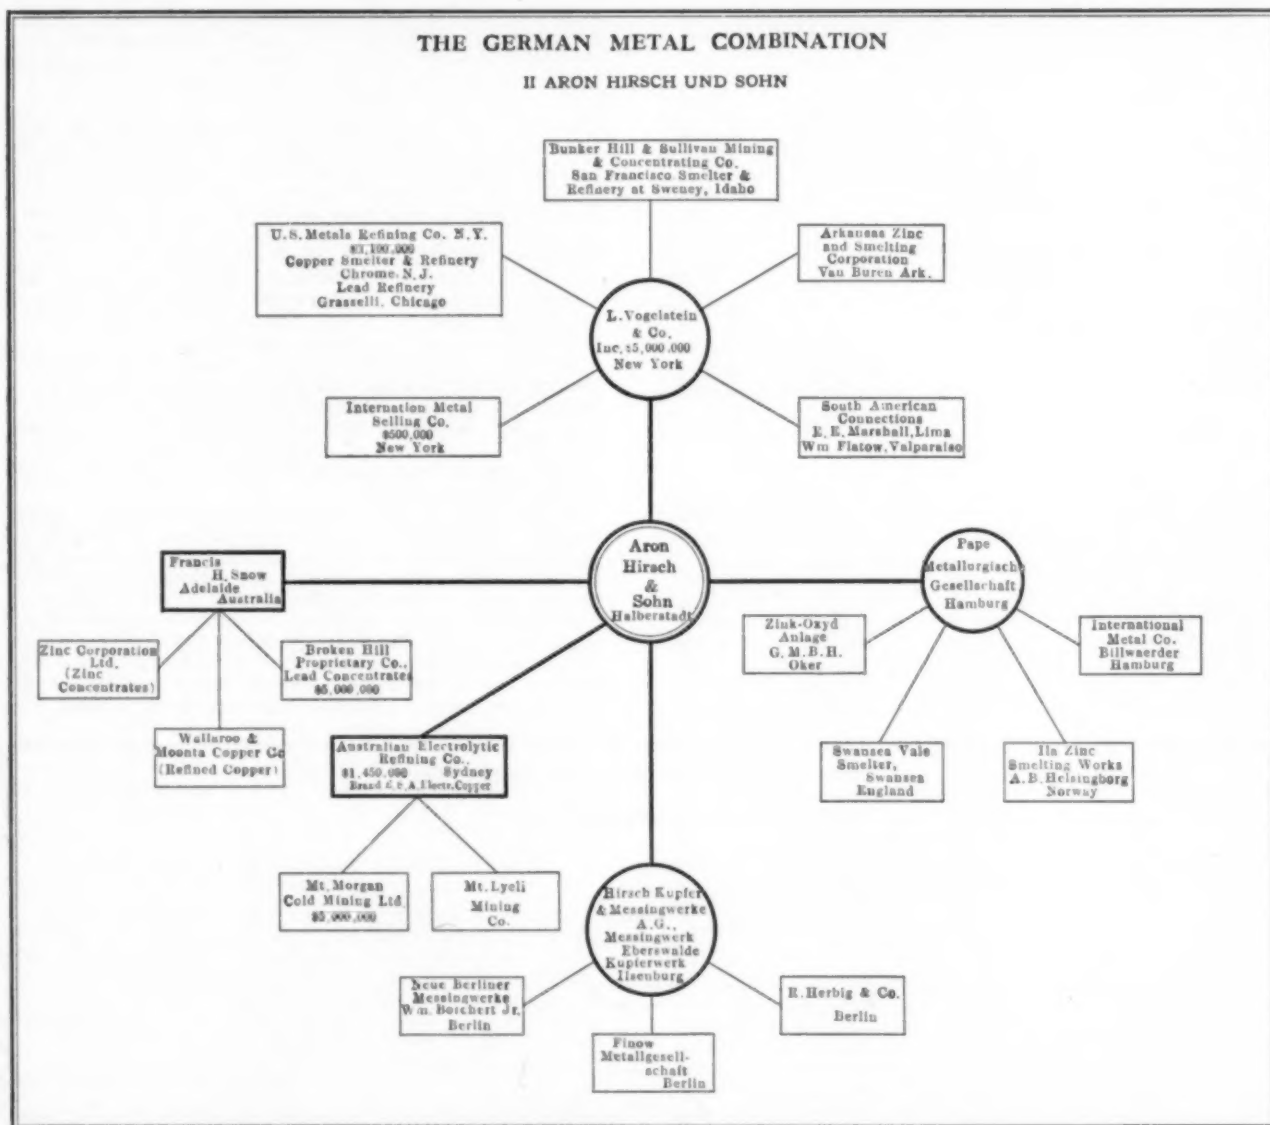 THE GERMAN METAL COMBINATION
II ARON HIRSCH UND SOHN
Bunker Hill & Sullivan Mining
& Concentrating Co.
San Francisco Smelter &
Refinery at Sweney, Idaho
U.S. Metals Refining Co. N.Y.
Copper Smelter & Refinery
Chrome. N.J.
Lead Refinery
Grasselli, Chicago
Arkansas Zinc
and Smelting
Corporation
Van Buren Ark.
L. Vogelstein
& Co.
Inc. $5,000,000
New York
Internation Metal
Selling Co.
$500,000
New York
South American
Connections
E. E. Marshall, Lima
Wm Flatow, Valparaiso
Aron
Hirsch
&
Sohn
Halberstadt
Francis
H. Snow
Adelaide
Australia
Zinc Corporation
Ltd.
(Zinc
Concentrates)
Broken Hill
Proprietary Co.,
Lead Concentrates
$5,000,000
Wallaroo &
Moonta Copper Co
(Refined Copper)
Australian Electrolytic
Refining Co.,
$1,450,000 Sydney
Brand E. S. A. Electr. Copper
Mt. Morgan
Cold Mining Ltd.
$5,000,000
Mt. Lyell
Mining
Co.
Pape
Metallurgische
Gesellschaft
Hamburg
Zink-Oxyd
Anlage
G. M. B. H.
Oker
International
Metal Co.
Billwaerder
Hamburg
Swansea Vale
Smelter,
Swansea
England
Ila Zinc
Smelting Works
A. B. Helsingborg
Norway
Hirsch Kupfer
& Messingwerke
A. G.,
Messingwerk
Eberswalde
Kupferwerk
Ilsenburg
Neue Berliner
Messingwerke
Wm. Borchert Jr.
Berlin
Finow
Metallgesell-
schaft
Berlin
R. Herbig & Co.
Berlin